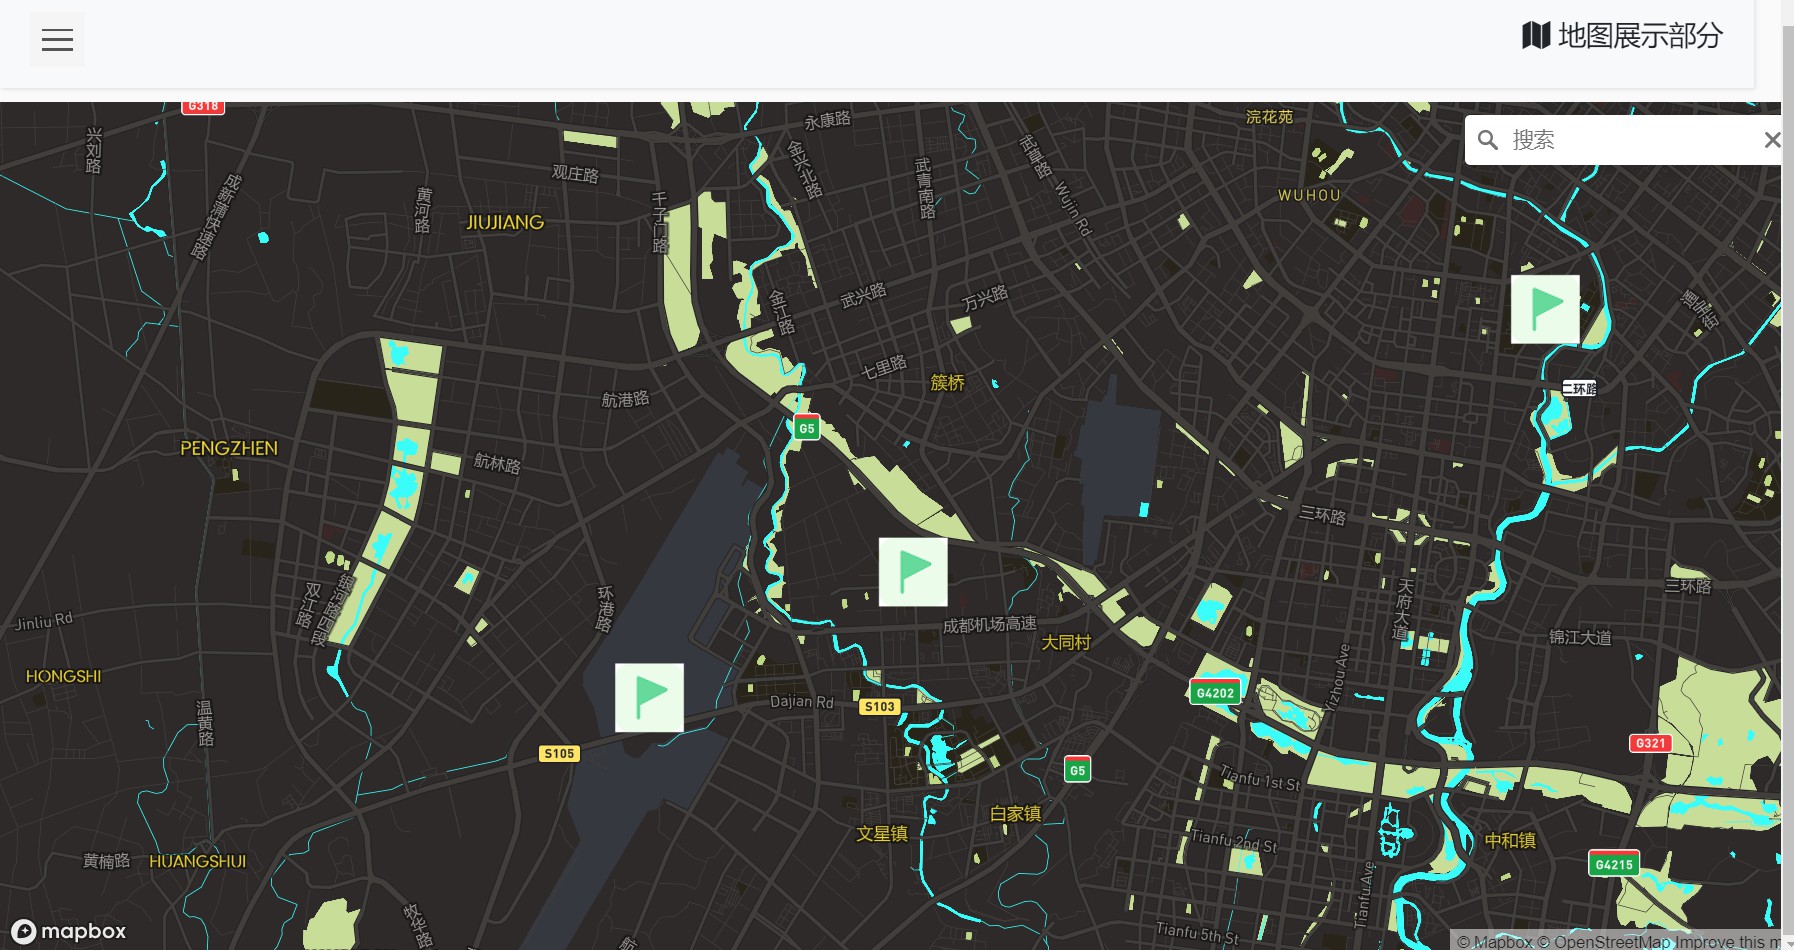 地图展示部分
G318
永康路
浣花苑
兴刘路
搜索
金兴北路
武青南路
武阜路
观庄路
成新蒲快速路
黄河路
千子门路
Wujin Rd
WUHOU
JIUJIANG
金江路
武兴路
万兴路
七里路
簇桥
二环路
航港路
G5
PENGZHEN
航林路
三环路
双江路
银河路四段
环港路
天府大道
三环路
Jinliu Rd
成都机场高速
大同村
锦江大道
HONGSHI
Yizhou Ave
G4202
Dajian Rd
S103
温黄路
G321
S105
G5
Tianfu 1st St
白家镇
文星镇
Tianfu 2nd St
中和镇
黄楠路
HUANGSHUI
G4215
Tianfu Ave
牧华路
mapbox
航
Tianfu 5th St
© Mapbox © OpenStreetMap Improve this m